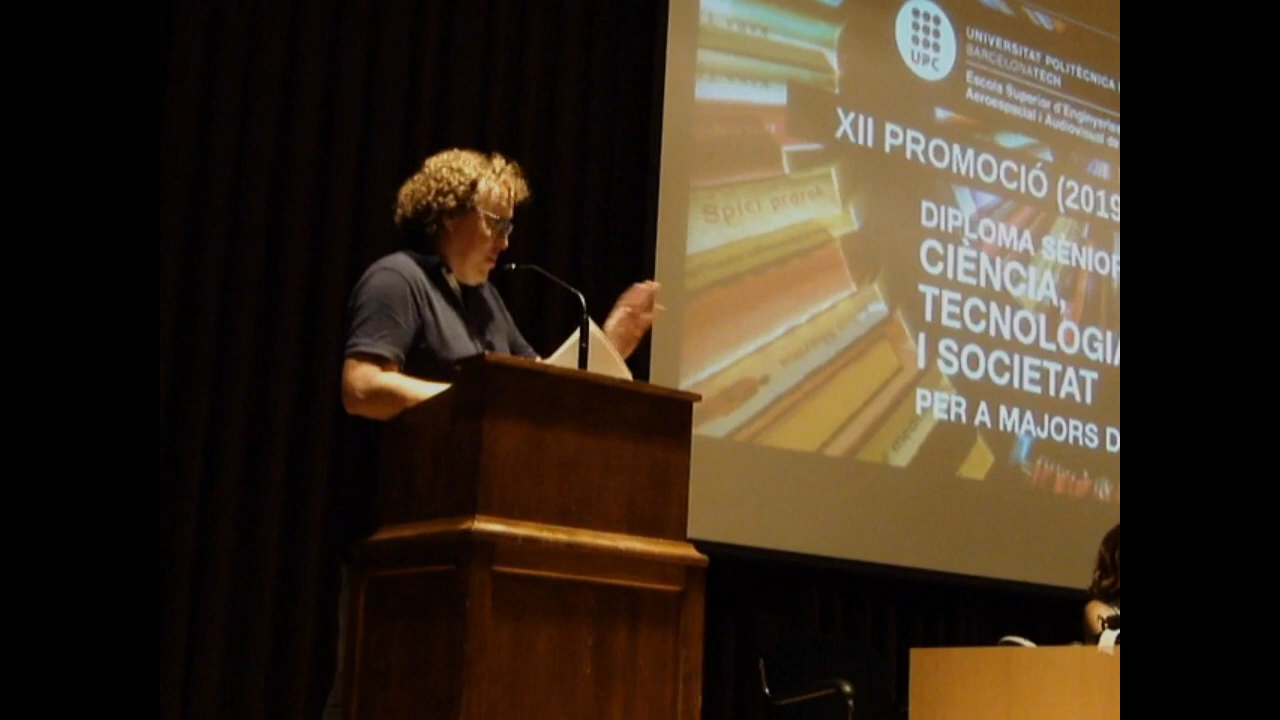 UPC
UNIVERSITAT POLITÈCNICA
BARCELONATECH
Escola Superior d'Enginyeries
Aeroespacial i Audiovisual de
XII PROMOCIÓ (2019
DIPLOMA SÈNIOR
CIÈNCIA,
TECNOLOGIA
I SOCIETAT
PER A MAJORS D